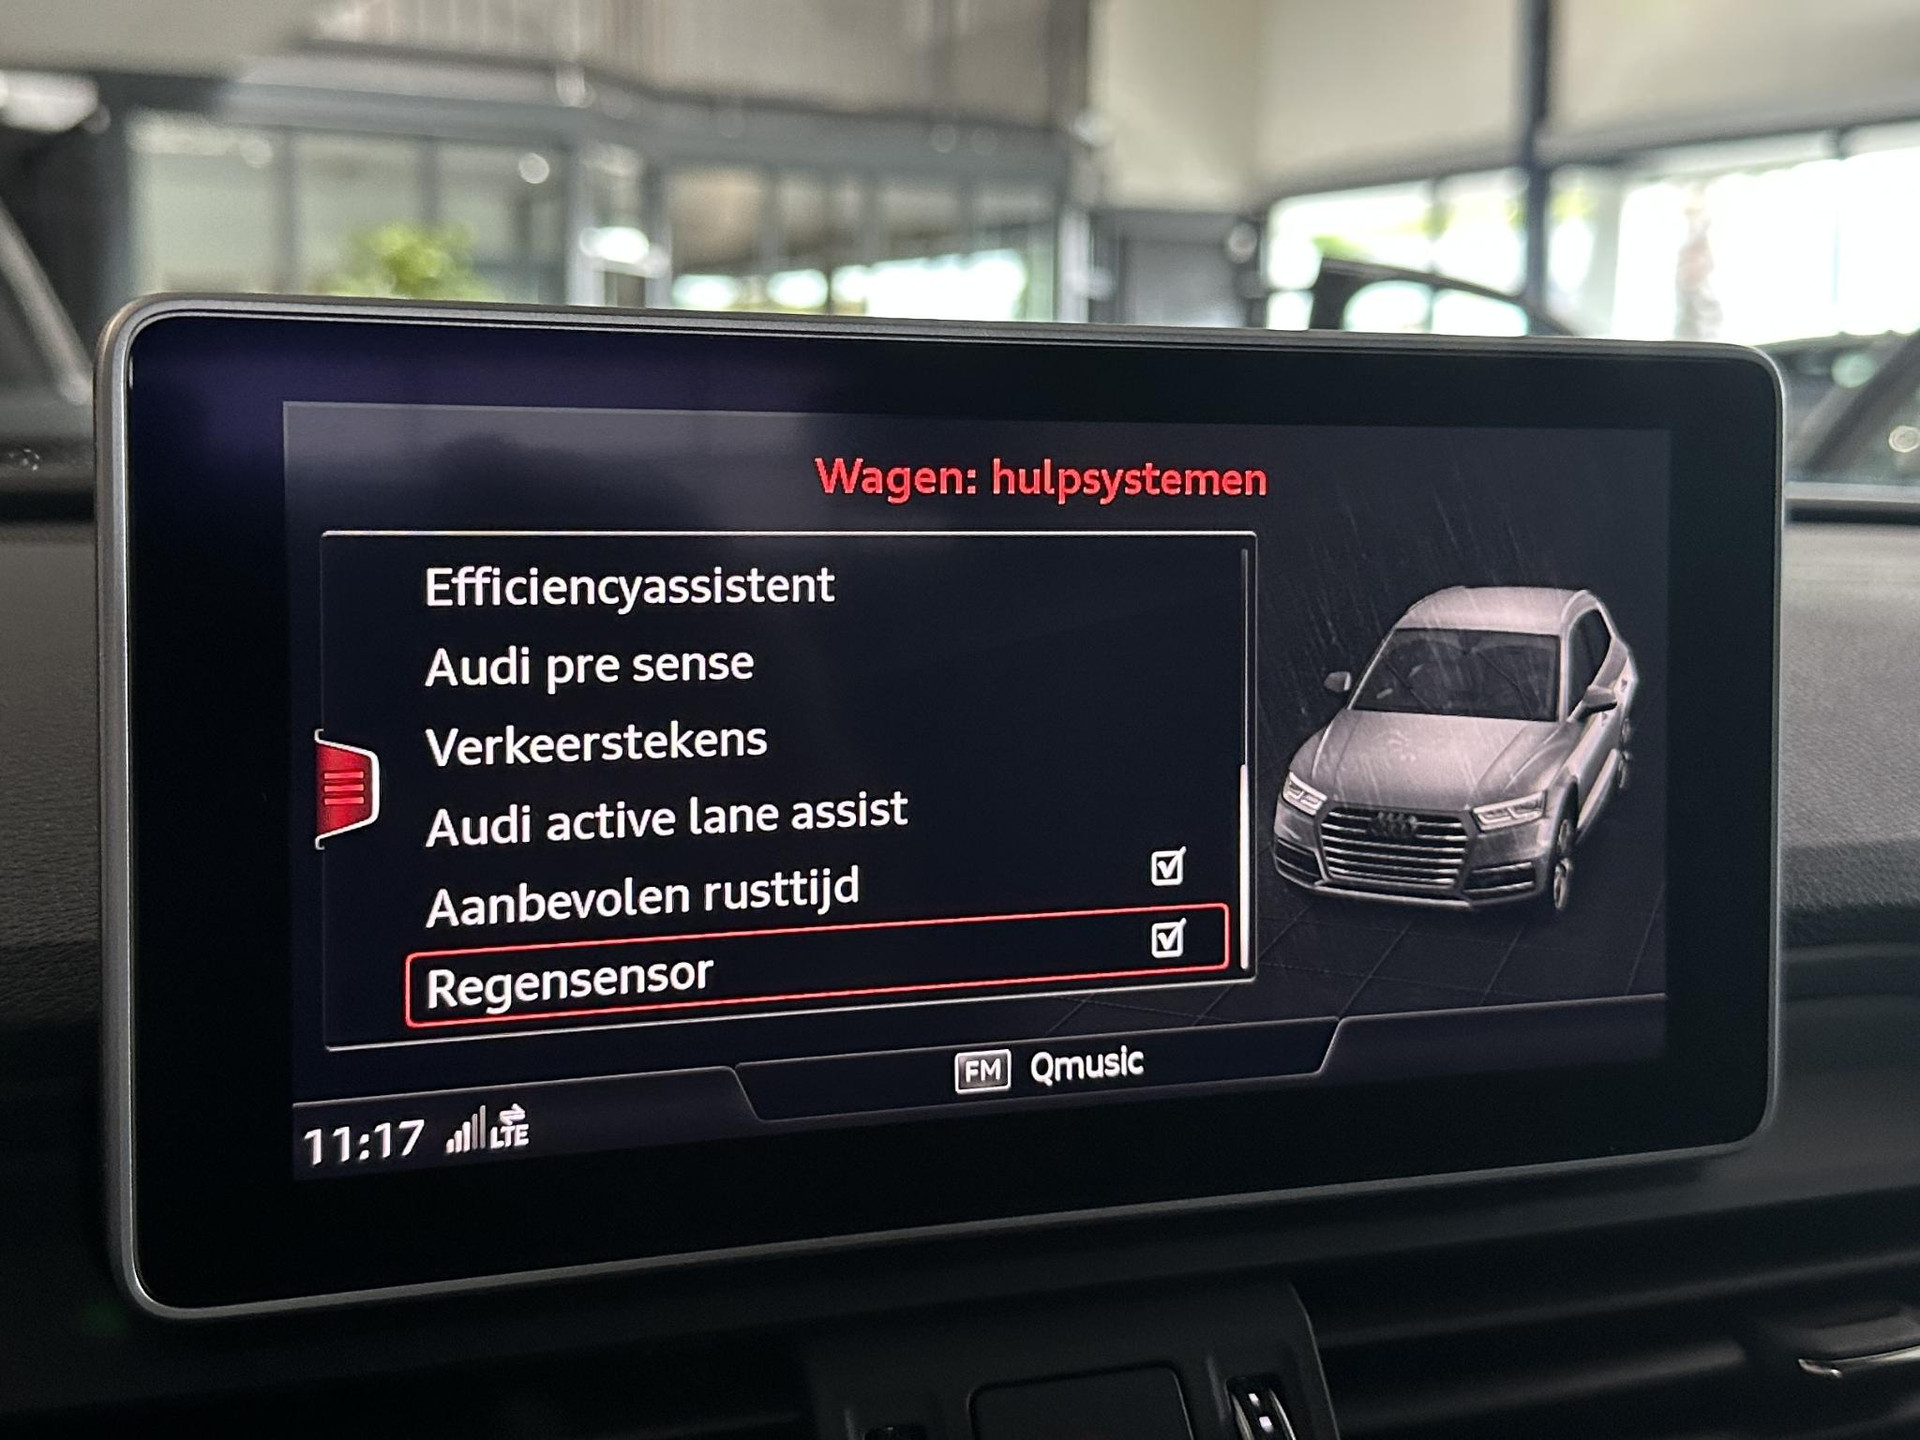 Wagen: hulpsystemen
Efficiencyassistent
Audi pre sense
Verkeerstekens
Audi active lane assist
Aanbevolen rusttijd
Regensensor
FM Qmusic
11:17 LTE